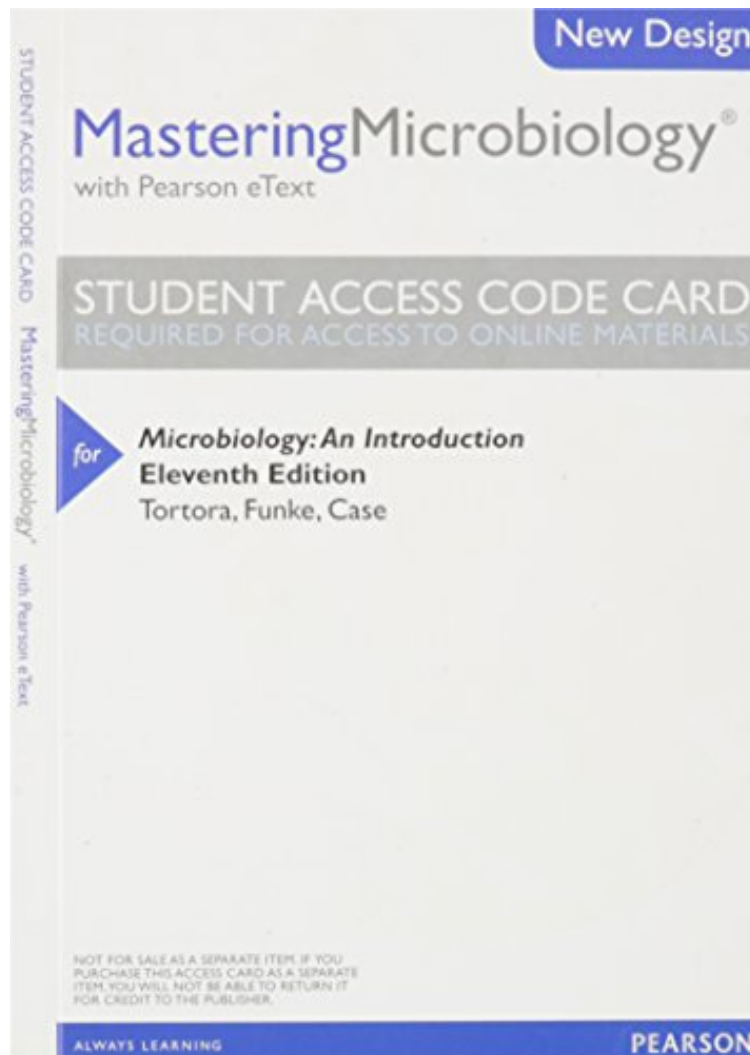 New Design
MasteringMicrobiology®
with Pearson eText
STUDENT ACCESS CODE CARD
REQUIRED FOR ACCESS TO ONLINE MATERIALS
for
Microbiology: An Introduction
Eleventh Edition
Tortora, Funke, Case
NOT FOR SALE AS A SEPARATE ITEM. IF YOU
PURCHASE THIS ACCESS CARD AS A SEPARATE
ITEM, YOU WILL NOT BE ABLE TO RETURN IT
FOR CREDIT TO THE PUBLISHER.
ALWAYS LEARNING
PEARSON
STUDENT ACCESS CODE CARD MasteringMicrobiology® with Pearson eText